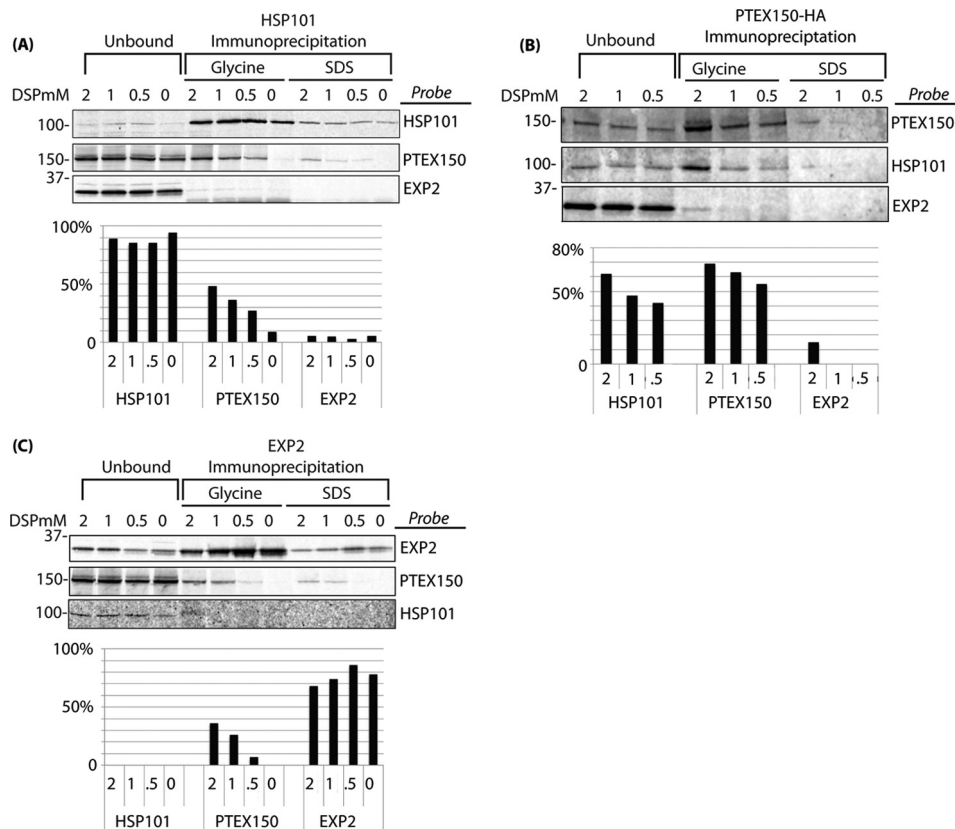 (A)
HSP101
Unbound Immunoprecipitation
Glycine SDS
DSPmM 2 1 0.5 0 2 1 0.5 0 2 1 0.5 0 Probe
100- HSP101
150- PTEX150
37-
EXP2
100%
50%
0
2 1 .5 0 2 1 .5 0 2 1 .5 0
HSP101 PTEX150 EXP2
(B)
PTEX150-HA
Unbound Immunoprecipitation
Glycine SDS
DSPmM 2 1 0.5 2 1 0.5 2 1 0.5 Probe
150- PTEX150
100- HSP101
37-
EXP2
80%
50%
0
2 1 .5 2 1 .5 2 1 .5
HSP101 PTEX150 EXP2
(C)
EXP2
Unbound Immunoprecipitation
Glycine SDS
DSPmM 2 1 0.5 0 2 1 0.5 0 2 1 0.5 0 Probe
37-
EXP2
150- PTEX150
100- HSP101
100%
50%
0
2 1 .5 0 2 1 .5 0 2 1 .5 0
HSP101 PTEX150 EXP2